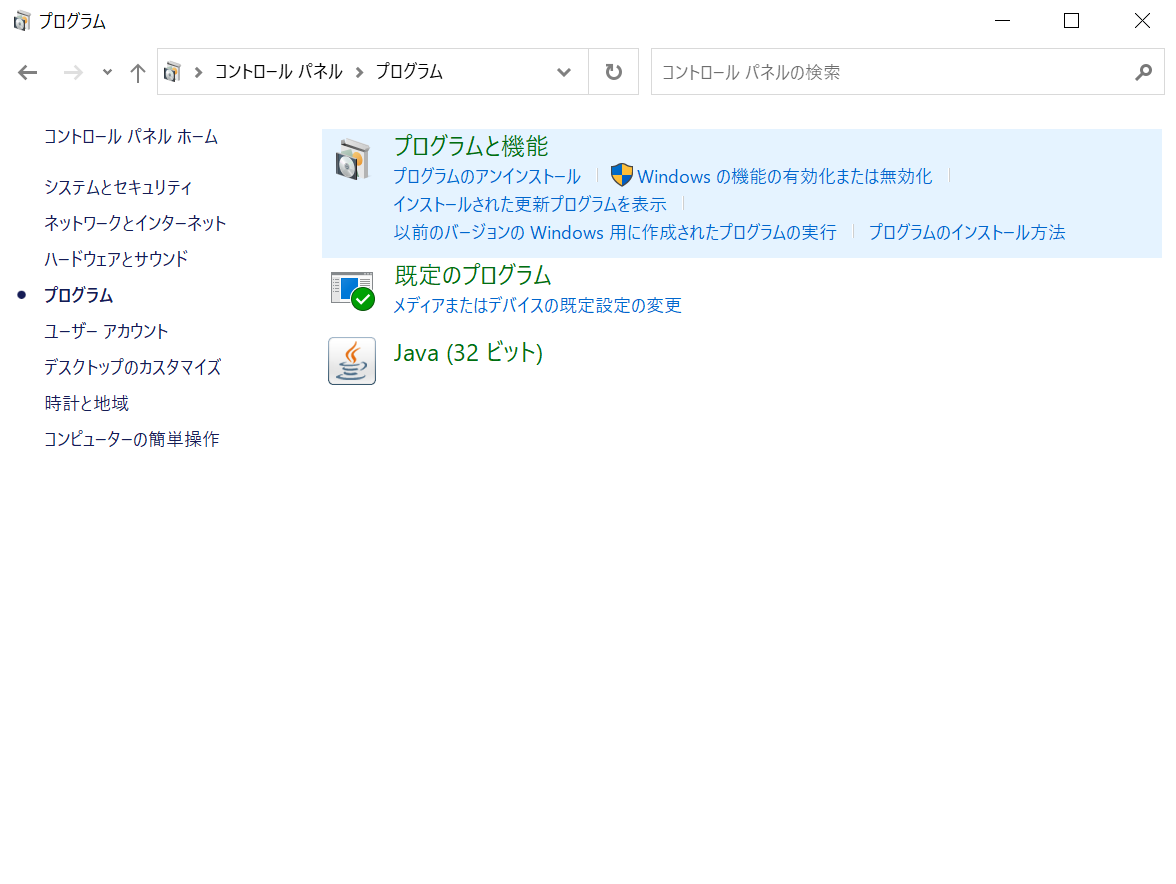 プログラム
コントロール パネル プログラム
コントロール パネルの検索
コントロール パネル ホーム
システムとセキュリティ
ネットワークとインターネット
ハードウェアとサウンド
プログラム
ユーザー アカウント
デスクトップのカスタマイズ
時計と地域
コンピューターの簡単操作
プログラムと機能
プログラムのアンインストール Windows の機能の有効化または無効化
インストールされた更新プログラムを表示
以前のバージョンの Windows 用に作成されたプログラムの実行 プログラムのインストール方法
既定のプログラム
メディアまたはデバイスの既定設定の変更
Java (32 ビット)